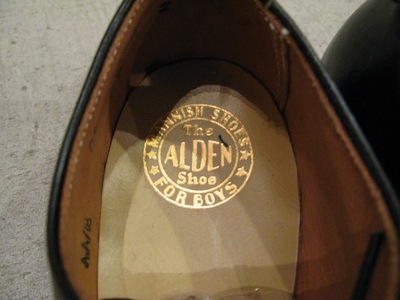 MANNISH SHOES
The
ALDEN
Shoe
FOR BOYS